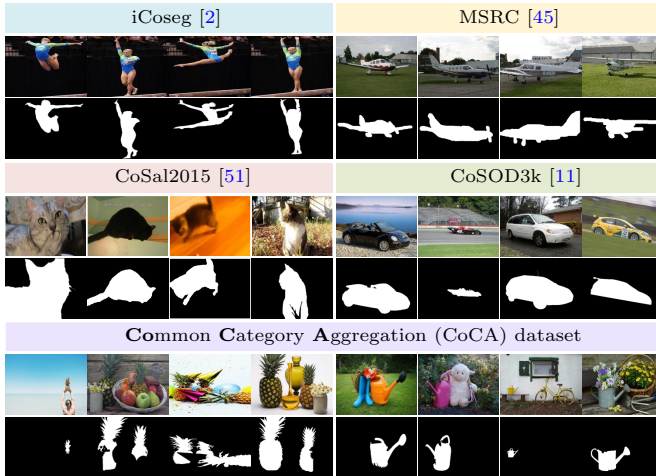 iCoseg [2]
MSRC [45]
CoSal2015 [51]
CoSOD3k [11]
Common Category Aggregation (CoCA) dataset